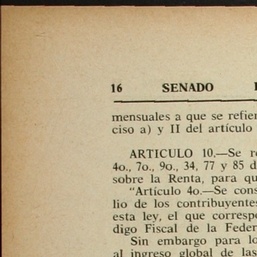 16 SENADO
mensuales a que se refier
ciso a) y II del artículo
ARTICULO 10.—Se re
4o., 7o., 9o., 34, 77 y 85 d
sobre la Renta, para qu
"Artículo 4o.—Se cons
lio de los contribuyentes
esta ley, el que correspo
digo Fiscal de la Feder
Sin embargo para lo
al ingreso global de las